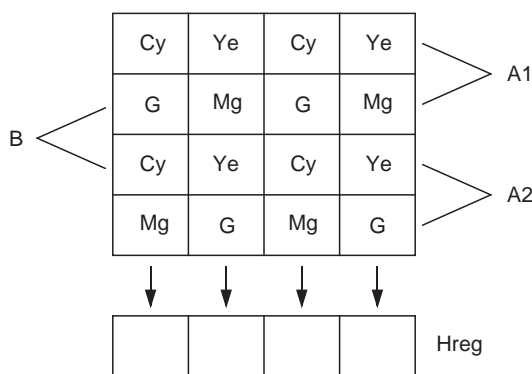 Cy Ye Cy Ye
A1
G Mg G Mg
B
Cy Ye Cy Ye
A2
Mg G Mg G
Hreg